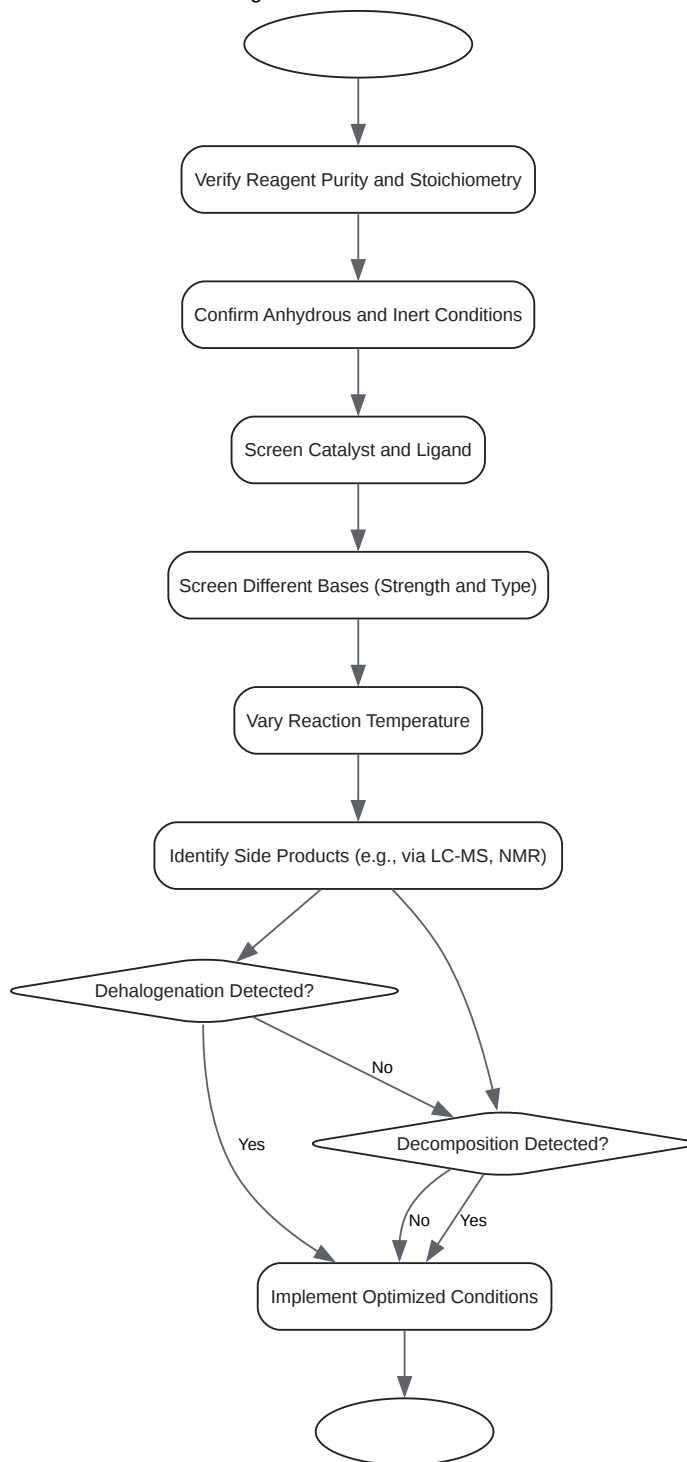 Verify Reagent Purity and Stoichiometry
Confirm Anhydrous and Inert Conditions
Screen Catalyst and Ligand
Screen Different Bases (Strength and Type)
Vary Reaction Temperature
Identify Side Products (e.g., via LC-MS, NMR)
Dehalogenation Detected?
No
Decomposition Detected?
Yes
No
Yes
Implement Optimized Conditions